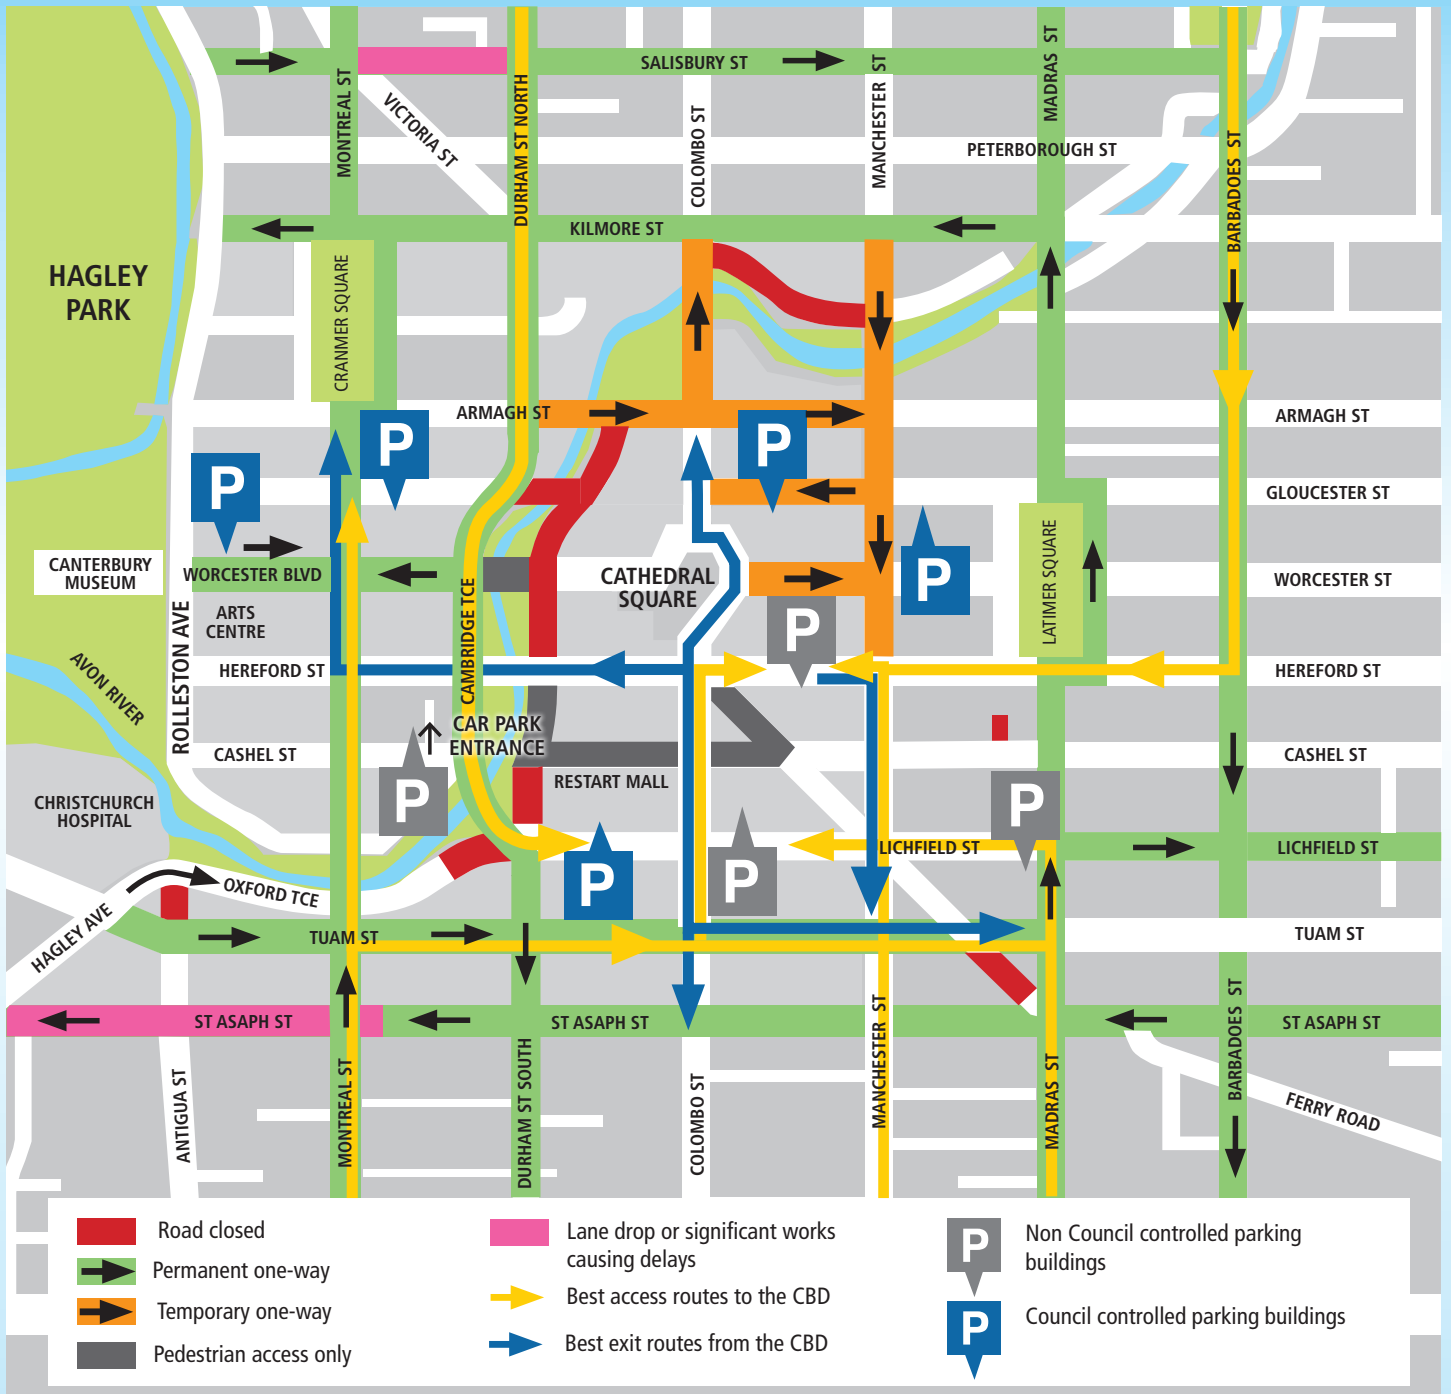 MONTREAL ST
VICTORIA ST
DURHAM ST NORTH
SALISBURY ST
COLOMBO ST
MANCHESTER ST
MADRAS ST
PETERBOROUGH ST
BARBADOES ST
KILMORE ST
HAGLEY
PARK
CRANMER SQUARE
ARMAGH ST
ARMAGH ST
P
P
P
GLOUCESTER ST
CANTERBURY
MUSEUM
WORCESTER BLVD
CATHEDRAL
SQUARE
P
LATIMER SQUARE
WORCESTER ST
ARTS
CENTRE
CAMBRIDGE TCE
P
ROLLESTON AVE
AVON RIVER
HEREFORD ST
HEREFORD ST
CAR PARK
ENTRANCE
CASHEL ST
CASHEL ST
RESTART MALL
P
P
CHRISTCHURCH
HOSPITAL
LICHFIELD ST
LICHFIELD ST
P
P
OXFORD TCE
HAGLEY AVE
TUAM ST
TUAM ST
ST ASAPH ST
ST ASAPH ST
ST ASAPH ST
ANTIGUA ST
MONTREAL ST
DURHAM ST SOUTH
COLOMBO ST
MANCHESTER ST
MADRAS ST
BARBADOES ST
FERRY ROAD
Road closed
Permanent one-way
Temporary one-way
Pedestrian access only
Lane drop or significant works
causing delays
Best access routes to the CBD
Best exit routes from the CBD
P
Non Council controlled parking
buildings
P
Council controlled parking buildings